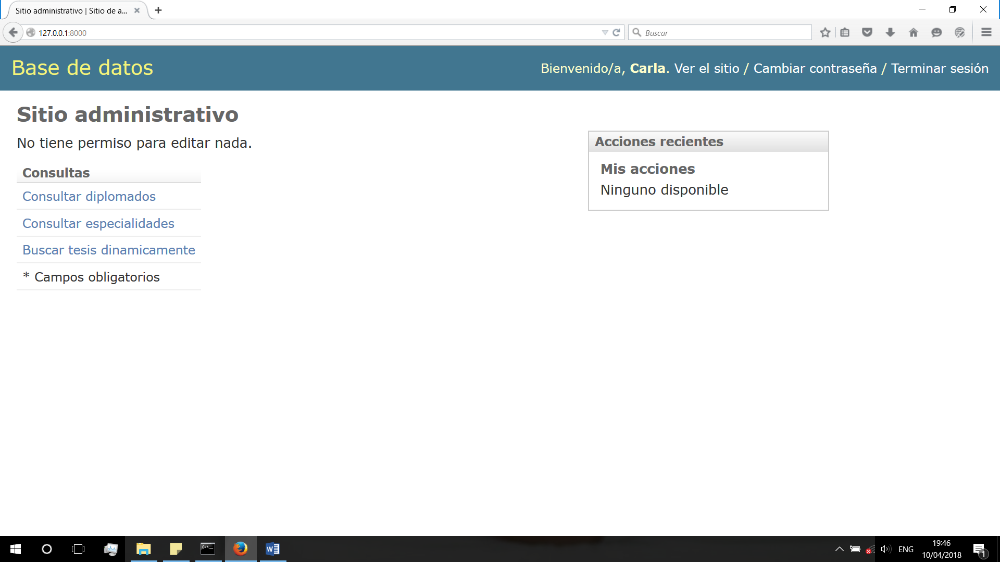 Sitio administrativo | Sitio de a...
127.0.0.1:8000
Buscar
Base de datos
Bienvenido/a, Carla. Ver el sitio / Cambiar contraseña / Terminar sesión
Sitio administrativo
No tiene permiso para editar nada.
Consultas
Consultar diplomados
Consultar especialidades
Buscar tesis dinamicamente
* Campos obligatorios
Acciones recientes
Mis acciones
Ninguno disponible
ENG
19:46
10/04/2018
1